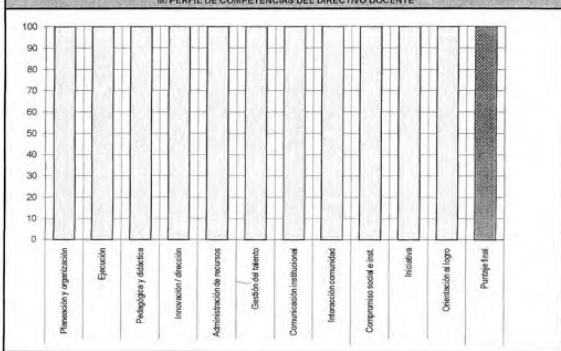 III. PERFIL DE COMPETENCIAS DEL DIRECTIVO DOCENTE
100
90
80
70
60
50
40
30
20
10
0
Planeación y organización
Ejecución
Pedagógica y didáctica
Innovación / dirección
Administración de recursos
Gestión del talento
Comunicación institucional
Interacción comunidad
Compromiso social e inst.
Iniciativa
Orientación al logro
Puntaje final